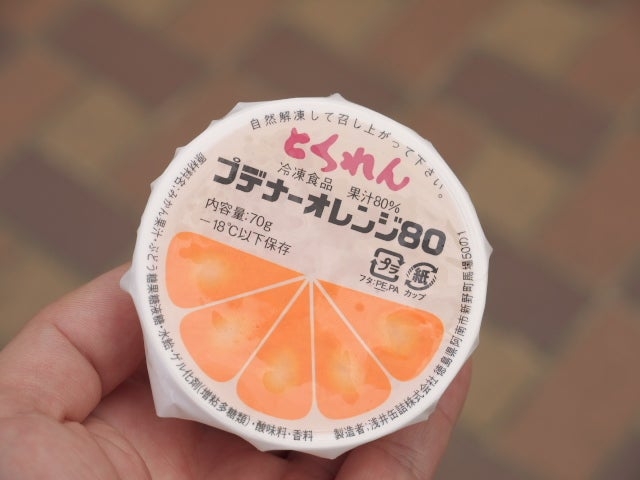 自然解凍して召し上がって下さい。
とくれん
冷凍食品 果汁80%
プデナーオレンジ80
内容量:70g
－18℃以下保存
プラ
紙
フタ:PE,PA カップ
原材料名:みかん果汁・ぶどう糖果糖液糖・水飴・ゲル化剤(増粘多糖類)・酸味料・香料
製造者:浅井缶詰株式会社 徳島県阿南市新野町馬場50の1